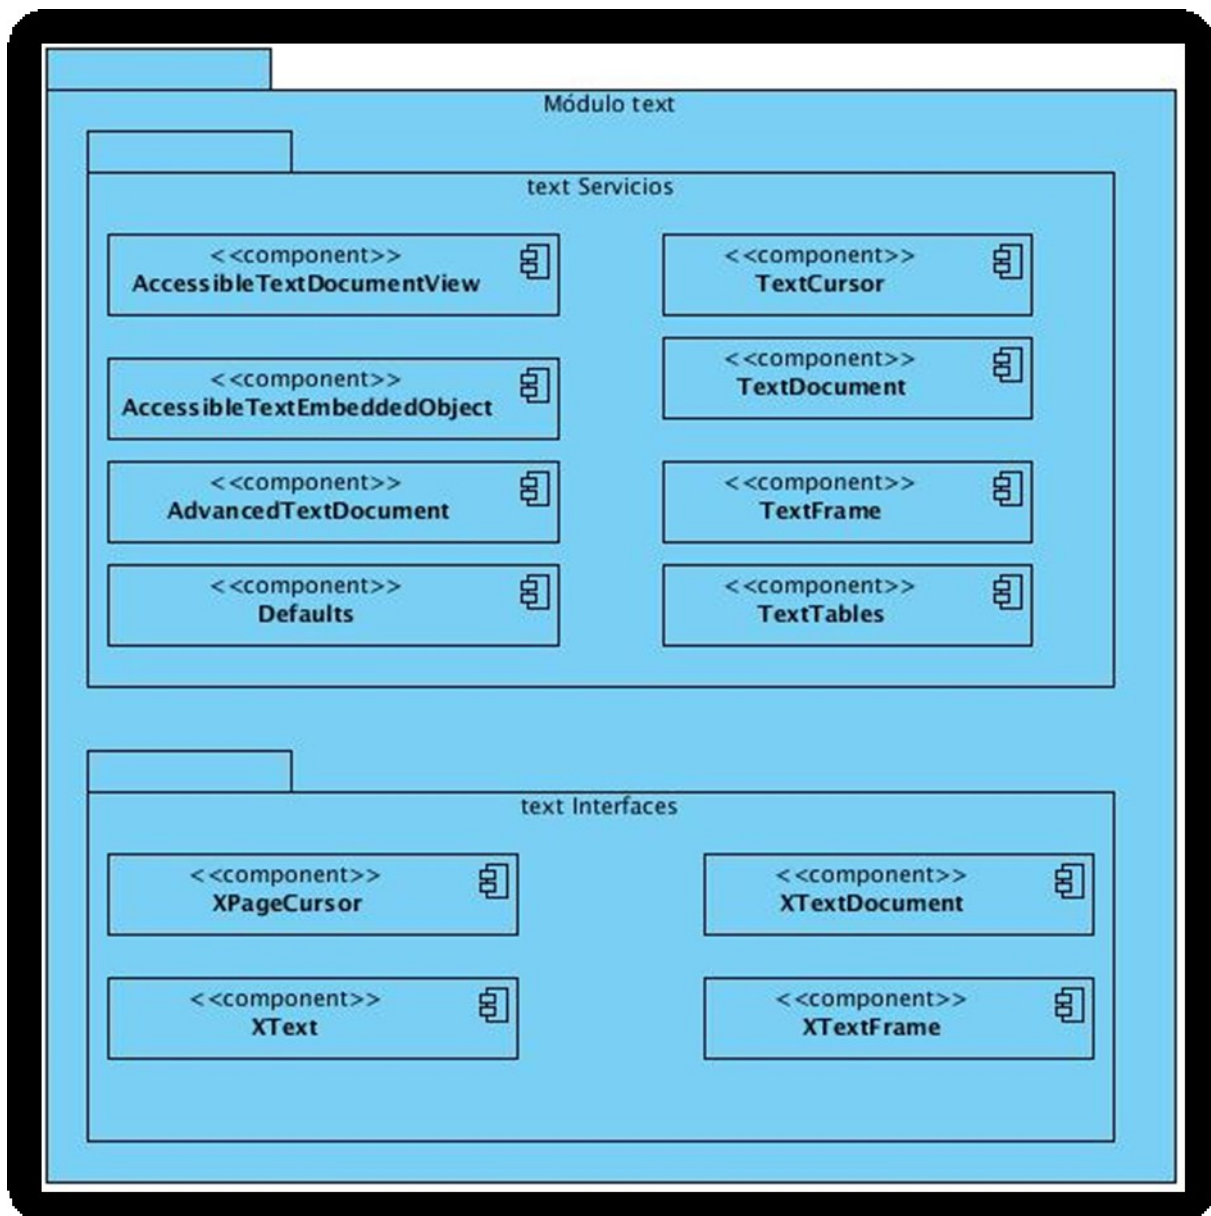 Módulo text
text Servicios
<<component>>
AccessibleTextDocumentView
<<component>>
TextCursor
<<component>>
AccessibleTextEmbeddedObject
<<component>>
TextDocument
<<component>>
AdvancedTextDocument
<<component>>
TextFrame
<<component>>
Defaults
<<component>>
TextTables
text Interfaces
<<component>>
XPageCursor
<<component>>
XTextDocument
<<component>>
XText
<<component>>
XTextFrame